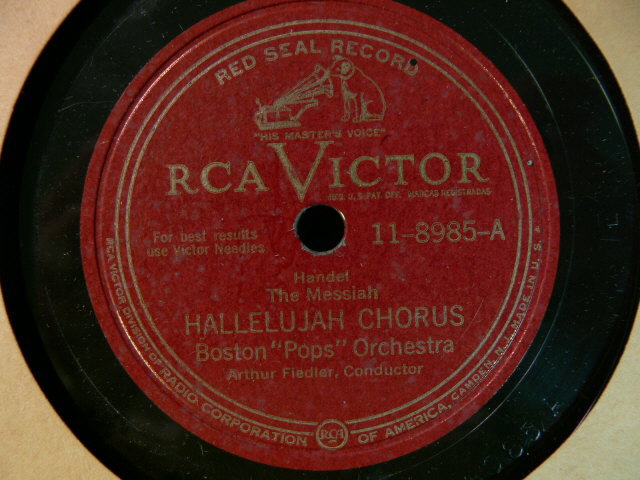 RED SEAL RECORD
"HIS MASTER'S VOICE"
RCA VICTOR
REG. U.S. PAT. OFF. MARCAS REGISTRADAS
For best results
use Victor Needles
11-8985-A
Handel
The Messiah
HALLELUJAH CHORUS
Boston "Pops" Orchestra
Arthur Fiedler, Conductor
RCA VICTOR DIVISION OF RADIO CORPORATION RCA OF AMERICA, CAMDEN, N.J. MADE IN U.S.A.